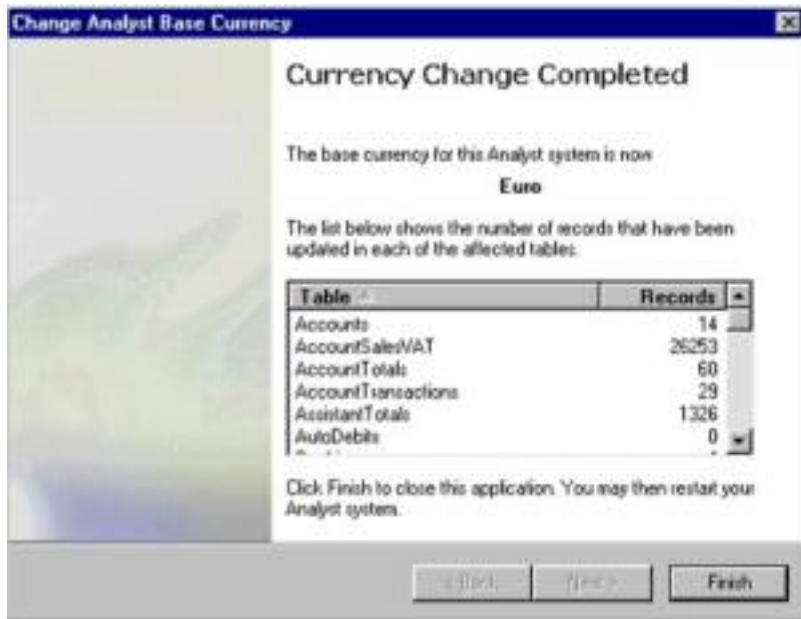 Change Analyst Base Currency
Currency Change Completed
The base currency for this Analyst system is now
Euro
The list below shows the number of records that have been
updated in each of the affected tables.
Table Records
Accounts 14
AccountSalesVAT 26253
AccountTotals 60
AccountTransactions 29
AssistantTotals 1326
AutoDebits 0
Click Finish to close this application. You may then restart your
Analyst system.
< Back Next > Finish